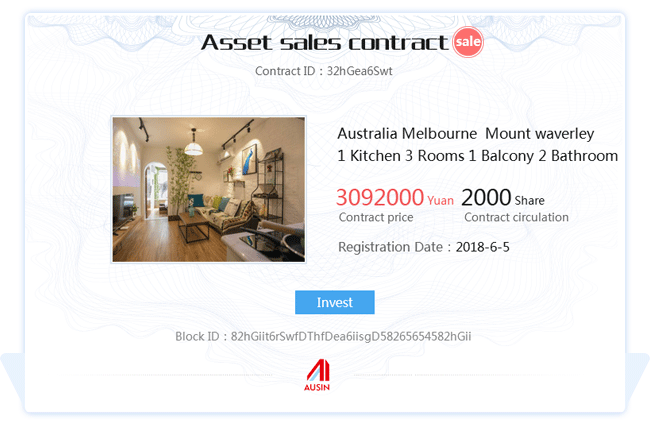 Asset sales contract sale
Contract ID：32hGea6Swt
Australia Melbourne Mount waverley
1 Kitchen 3 Rooms 1 Balcony 2 Bathroom
3092000 Yuan 2000 Share
Contract price Contract circulation
Registration Date：2018-6-5
Invest
Block ID：82hGiit6rSwfDThfDea6iisgD58265654582hGii
AUSIN